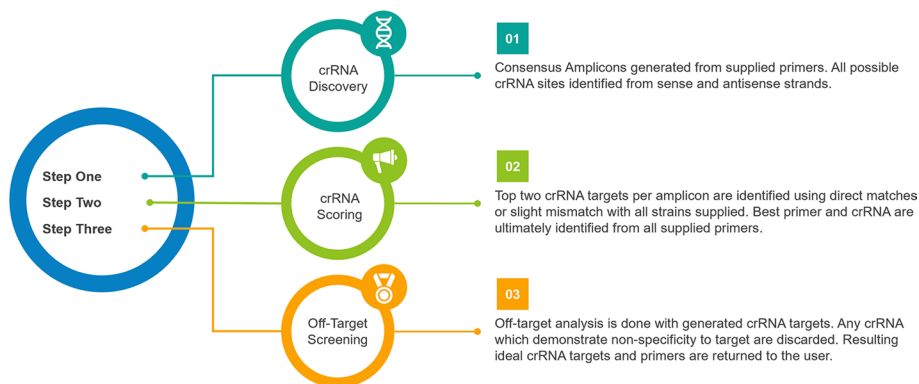 Step One
Step Two
Step Three
crRNA
Discovery
01
Consensus Amplicons generated from supplied primers. All possible
crRNA sites identified from sense and antisense strands.
crRNA
Scoring
02
Top two crRNA targets per amplicon are identified using direct matches
or slight mismatch with all strains supplied. Best primer and crRNA are
ultimately identified from all supplied primers.
Off-Target
Screening
03
Off-target analysis is done with generated crRNA targets. Any crRNA
which demonstrate non-specificity to target are discarded. Resulting
ideal crRNA targets and primers are returned to the user.